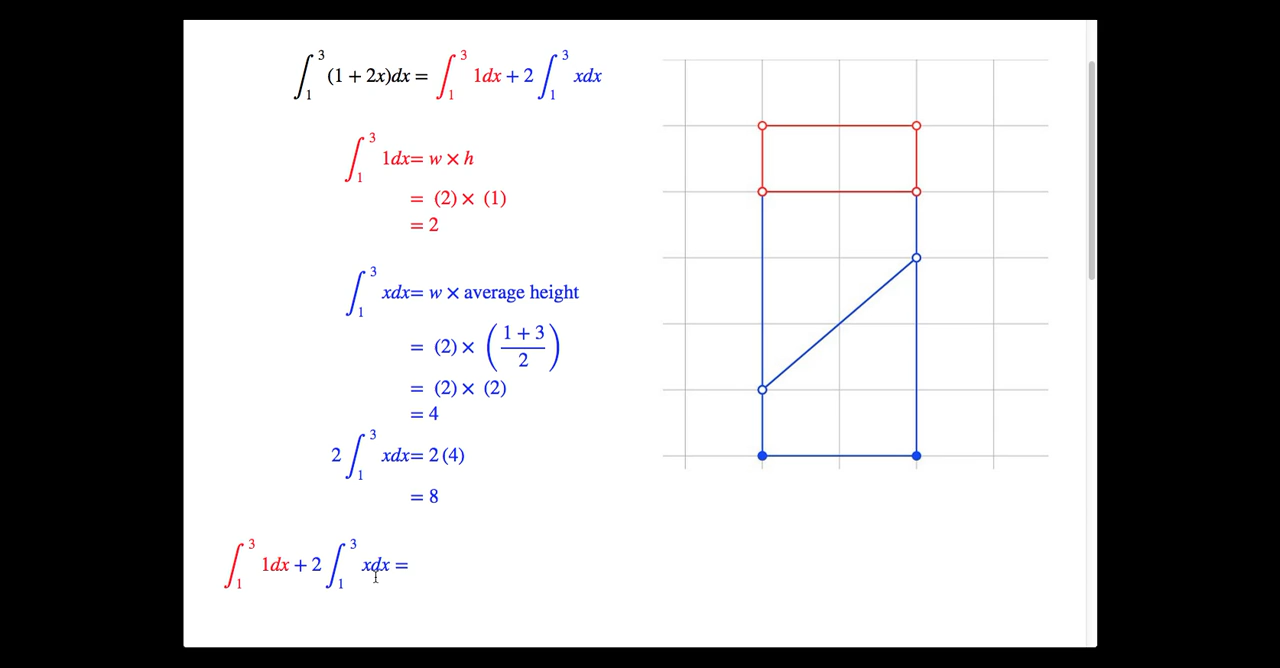 ∫₁³ (1 + 2x)dx = ∫₁³ 1dx + 2 ∫₁³ xdx
∫₁³ 1dx = w × h
= (2) × (1)
= 2
∫₁³ xdx = w × average height
= (2) × ((1 + 3)/2)
= (2) × (2)
= 4
2 ∫₁³ xdx = 2 (4)
= 8
∫₁³ 1dx + 2 ∫₁³ xdx =